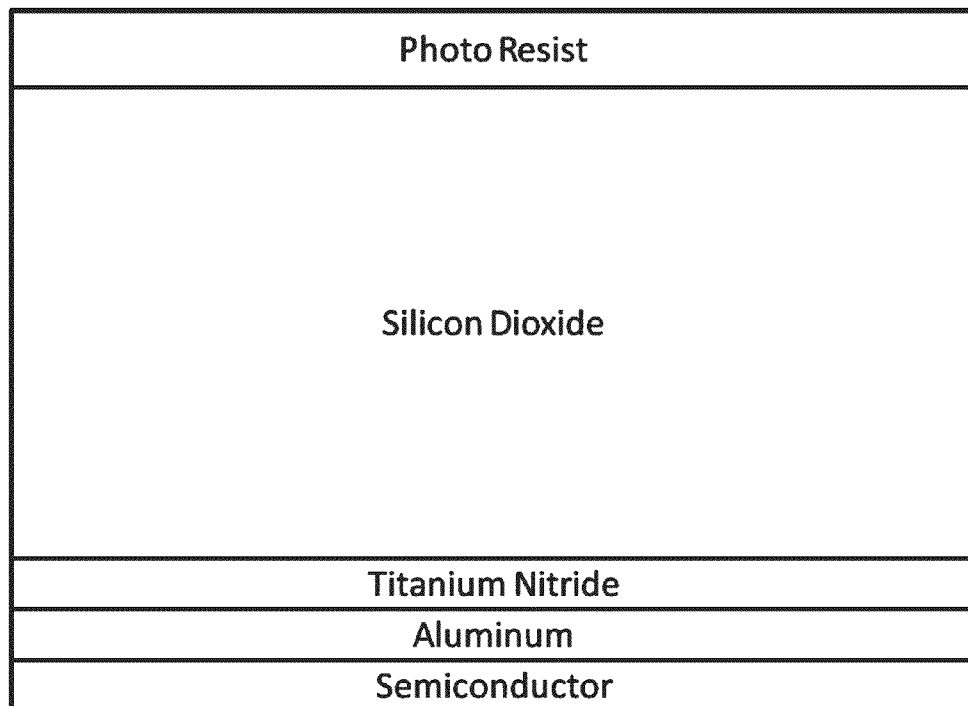 Photo Resist
Silicon Dioxide
Titanium Nitride
Aluminum
Semiconductor